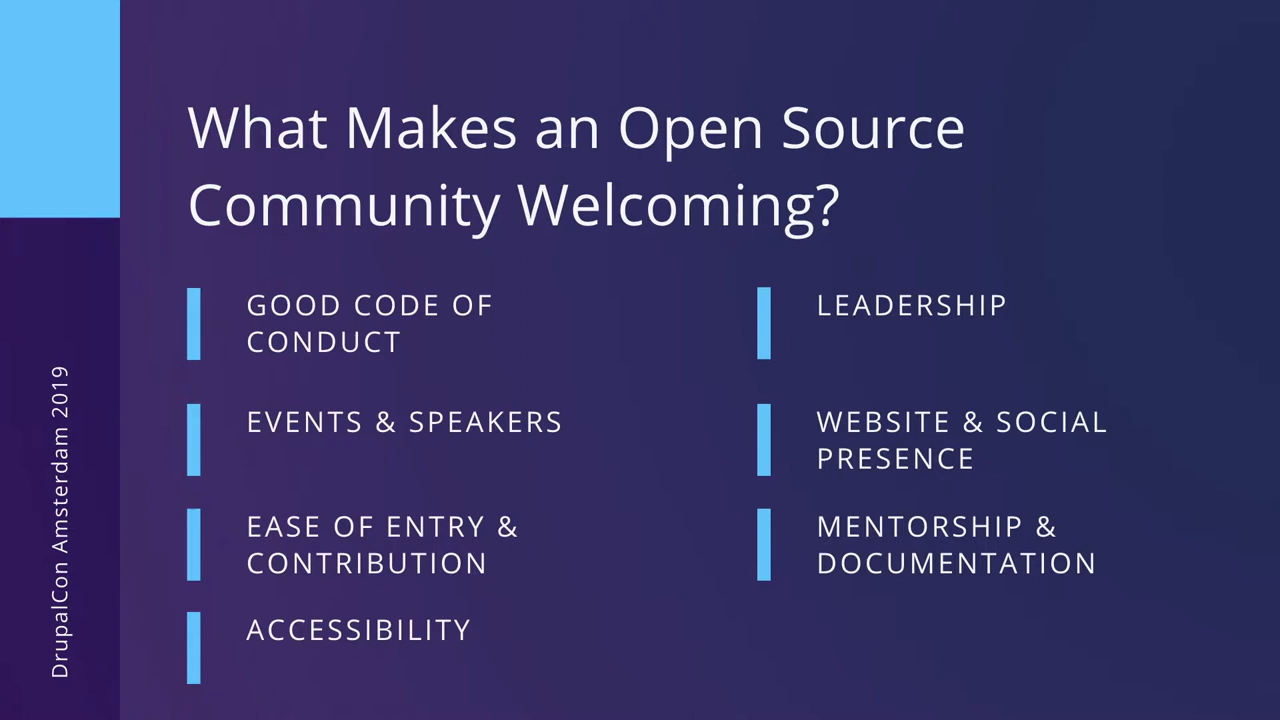 What Makes an Open Source
Community Welcoming?
GOOD CODE OF
CONDUCT
LEADERSHIP
EVENTS & SPEAKERS
WEBSITE & SOCIAL
PRESENCE
EASE OF ENTRY &
CONTRIBUTION
MENTORSHIP &
DOCUMENTATION
ACCESSIBILITY
DrupalCon Amsterdam 2019